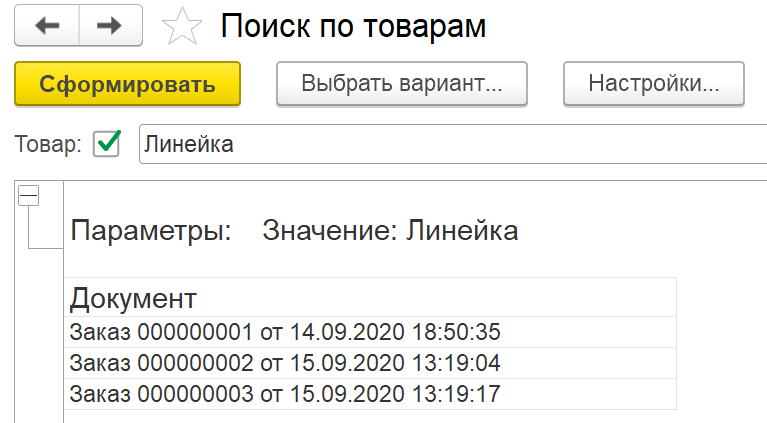 Поиск по товарам
Сформировать Выбрать вариант... Настройки...
Товар: Линейка
Параметры: Значение: Линейка
Документ
Заказ 000000001 от 14.09.2020 18:50:35
Заказ 000000002 от 15.09.2020 13:19:04
Заказ 000000003 от 15.09.2020 13:19:17